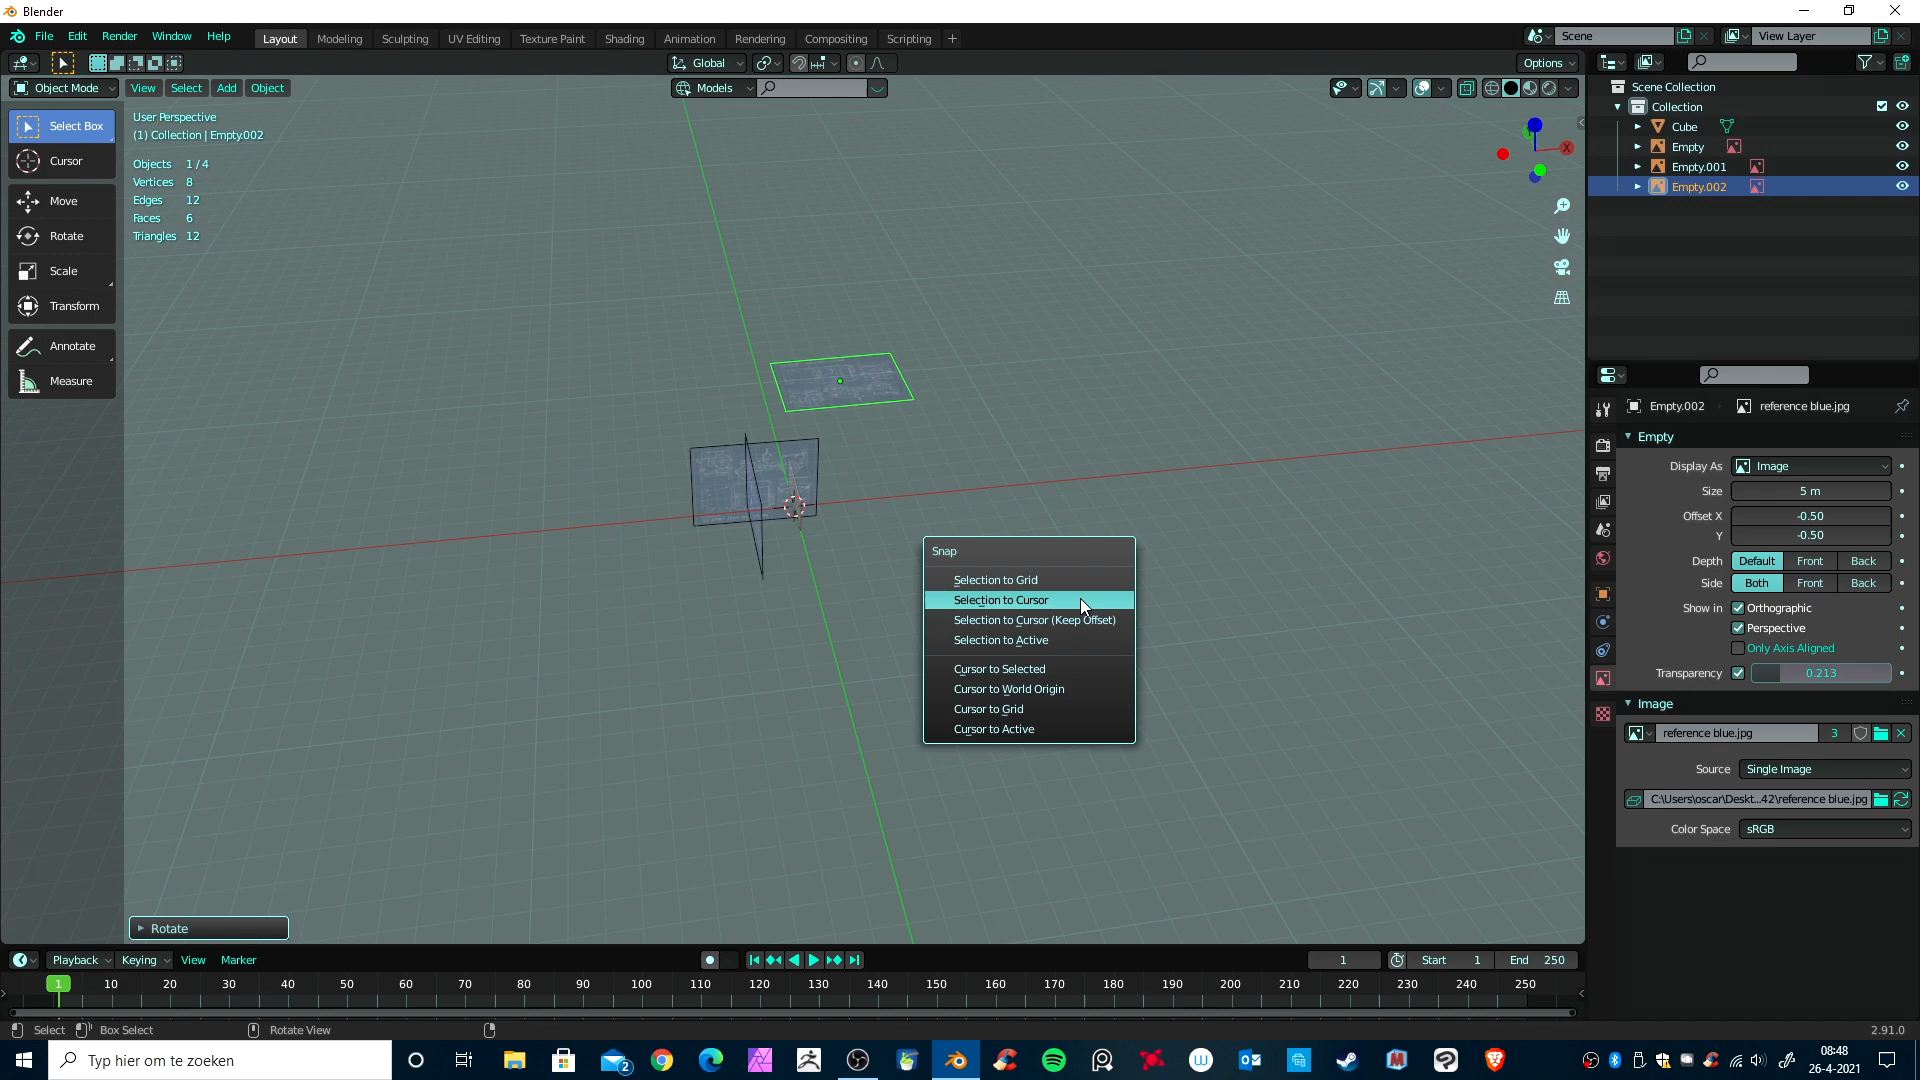 Blender
File Edit Render Window Help
Layout Modeling Sculpting UV Editing Texture Paint Shading Animation Rendering Compositing Scripting +
Scene
View Layer
Global
Options
Object Mode View Select Add Object
Models
Select Box
Cursor
Move
Rotate
Scale
Transform
Annotate
Measure
User Perspective
(1) Collection | Empty.002
Objects 1 / 4
Vertices 8
Edges 12
Faces 6
Triangles 12
X
Snap
Selection to Grid
Selection to Cursor
Selection to Cursor (Keep Offset)
Selection to Active
Cursor to Selected
Cursor to World Origin
Cursor to Grid
Cursor to Active
Rotate
Scene Collection
Collection
Cube
Empty
Empty.001
Empty.002
Empty.002 reference blue.jpg
Empty
Display As Image
Size 5 m
Offset X -0.50
Y -0.50
Depth Default Front Back
Side Both Front Back
Show in Orthographic
Perspective
Only Axis Aligned
Transparency 0.213
Image
reference blue.jpg 3
Source Single Image
C:\Users\oscar\Deskt...42\reference blue.jpg
Color Space sRGB
Playback Keying View Marker
1 Start 1 End 250
1 10 20 30 40 50 60 70 80 90 100 110 120 130 140 150 160 170 180 190 200 210 220 230 240 250
Select Box Select Rotate View
2.91.0
Typ hier om te zoeken
2
08:48
26-4-2021